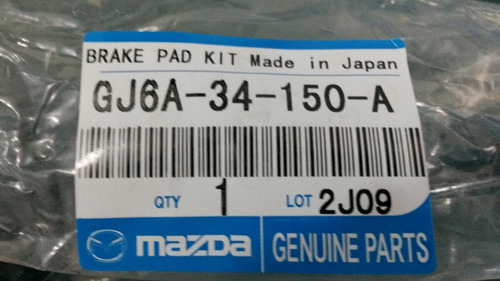 BRAKE PAD KIT Made in Japan
GJ6A-34-150-A
QTY 1 LOT 2J09
mazda GENUINE PARTS